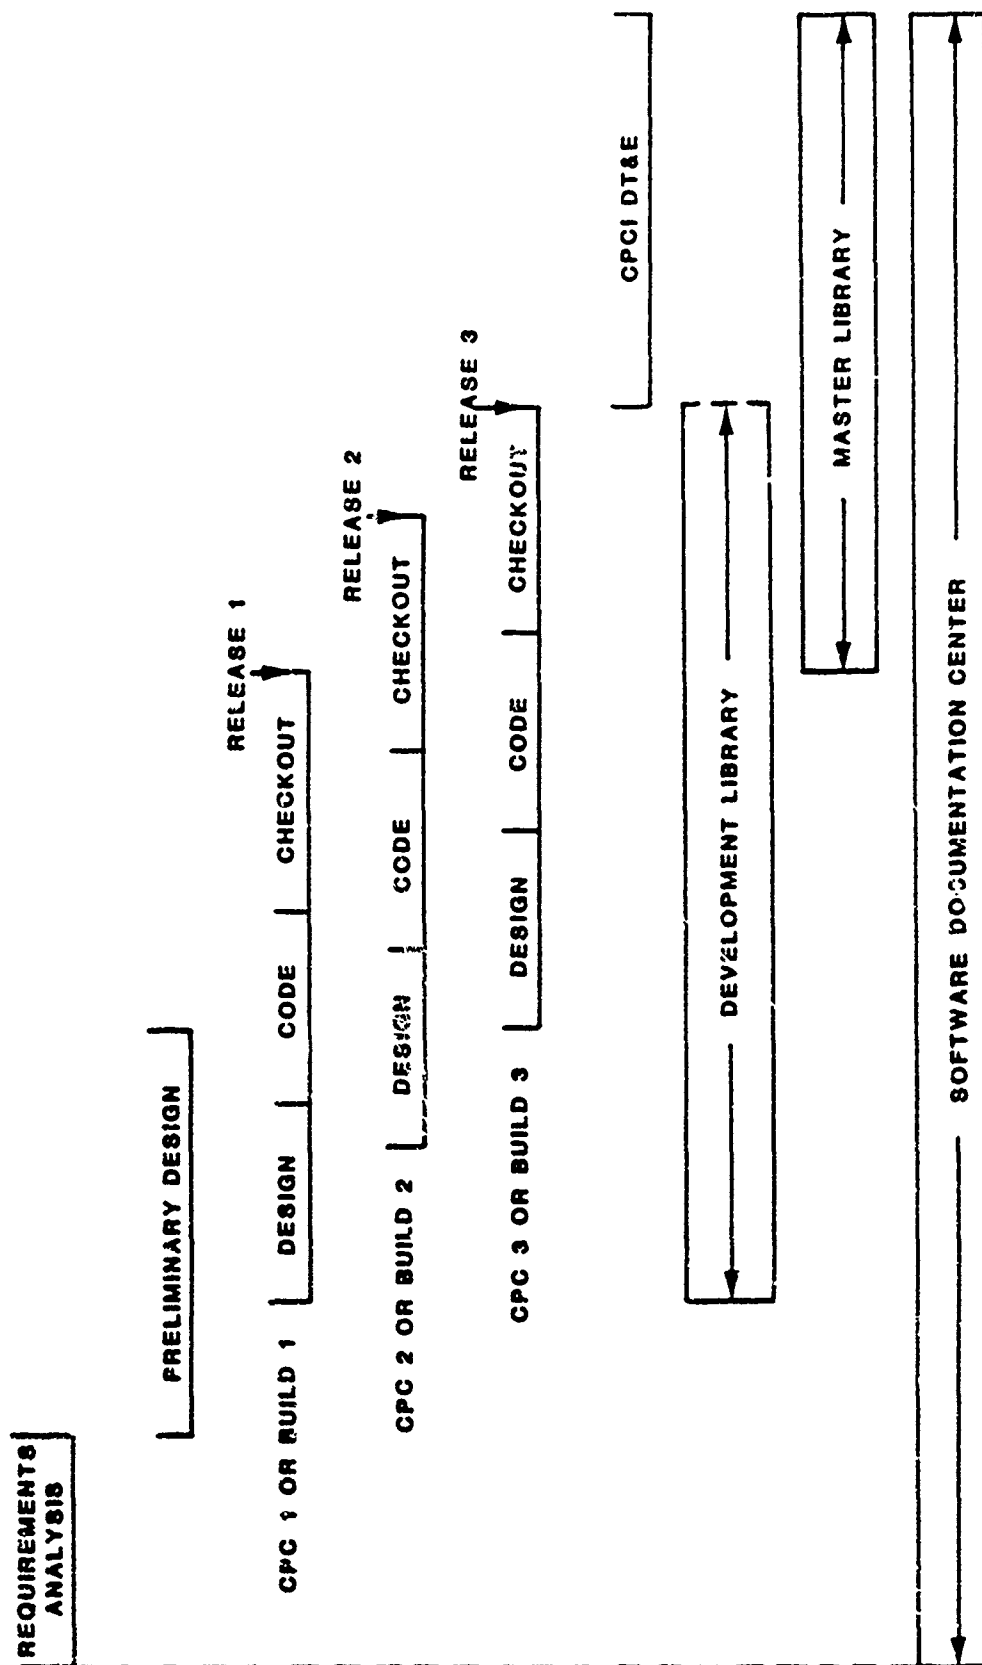 REQUIREMENTS
ANALYSIS
PRELIMINARY DESIGN
CPC 1 OR BUILD 1
DESIGN
CODE
CHECKOUT
RELEASE 1
CPC 2 OR BUILD 2
DESIGN
CODE
CHECKOUT
RELEASE 2
CPC 3 OR BUILD 3
DESIGN
CODE
CHECKOUT
RELEASE 3
CPCI DT&E
DEVELOPMENT LIBRARY
MASTER LIBRARY
SOFTWARE DOCUMENTATION CENTER